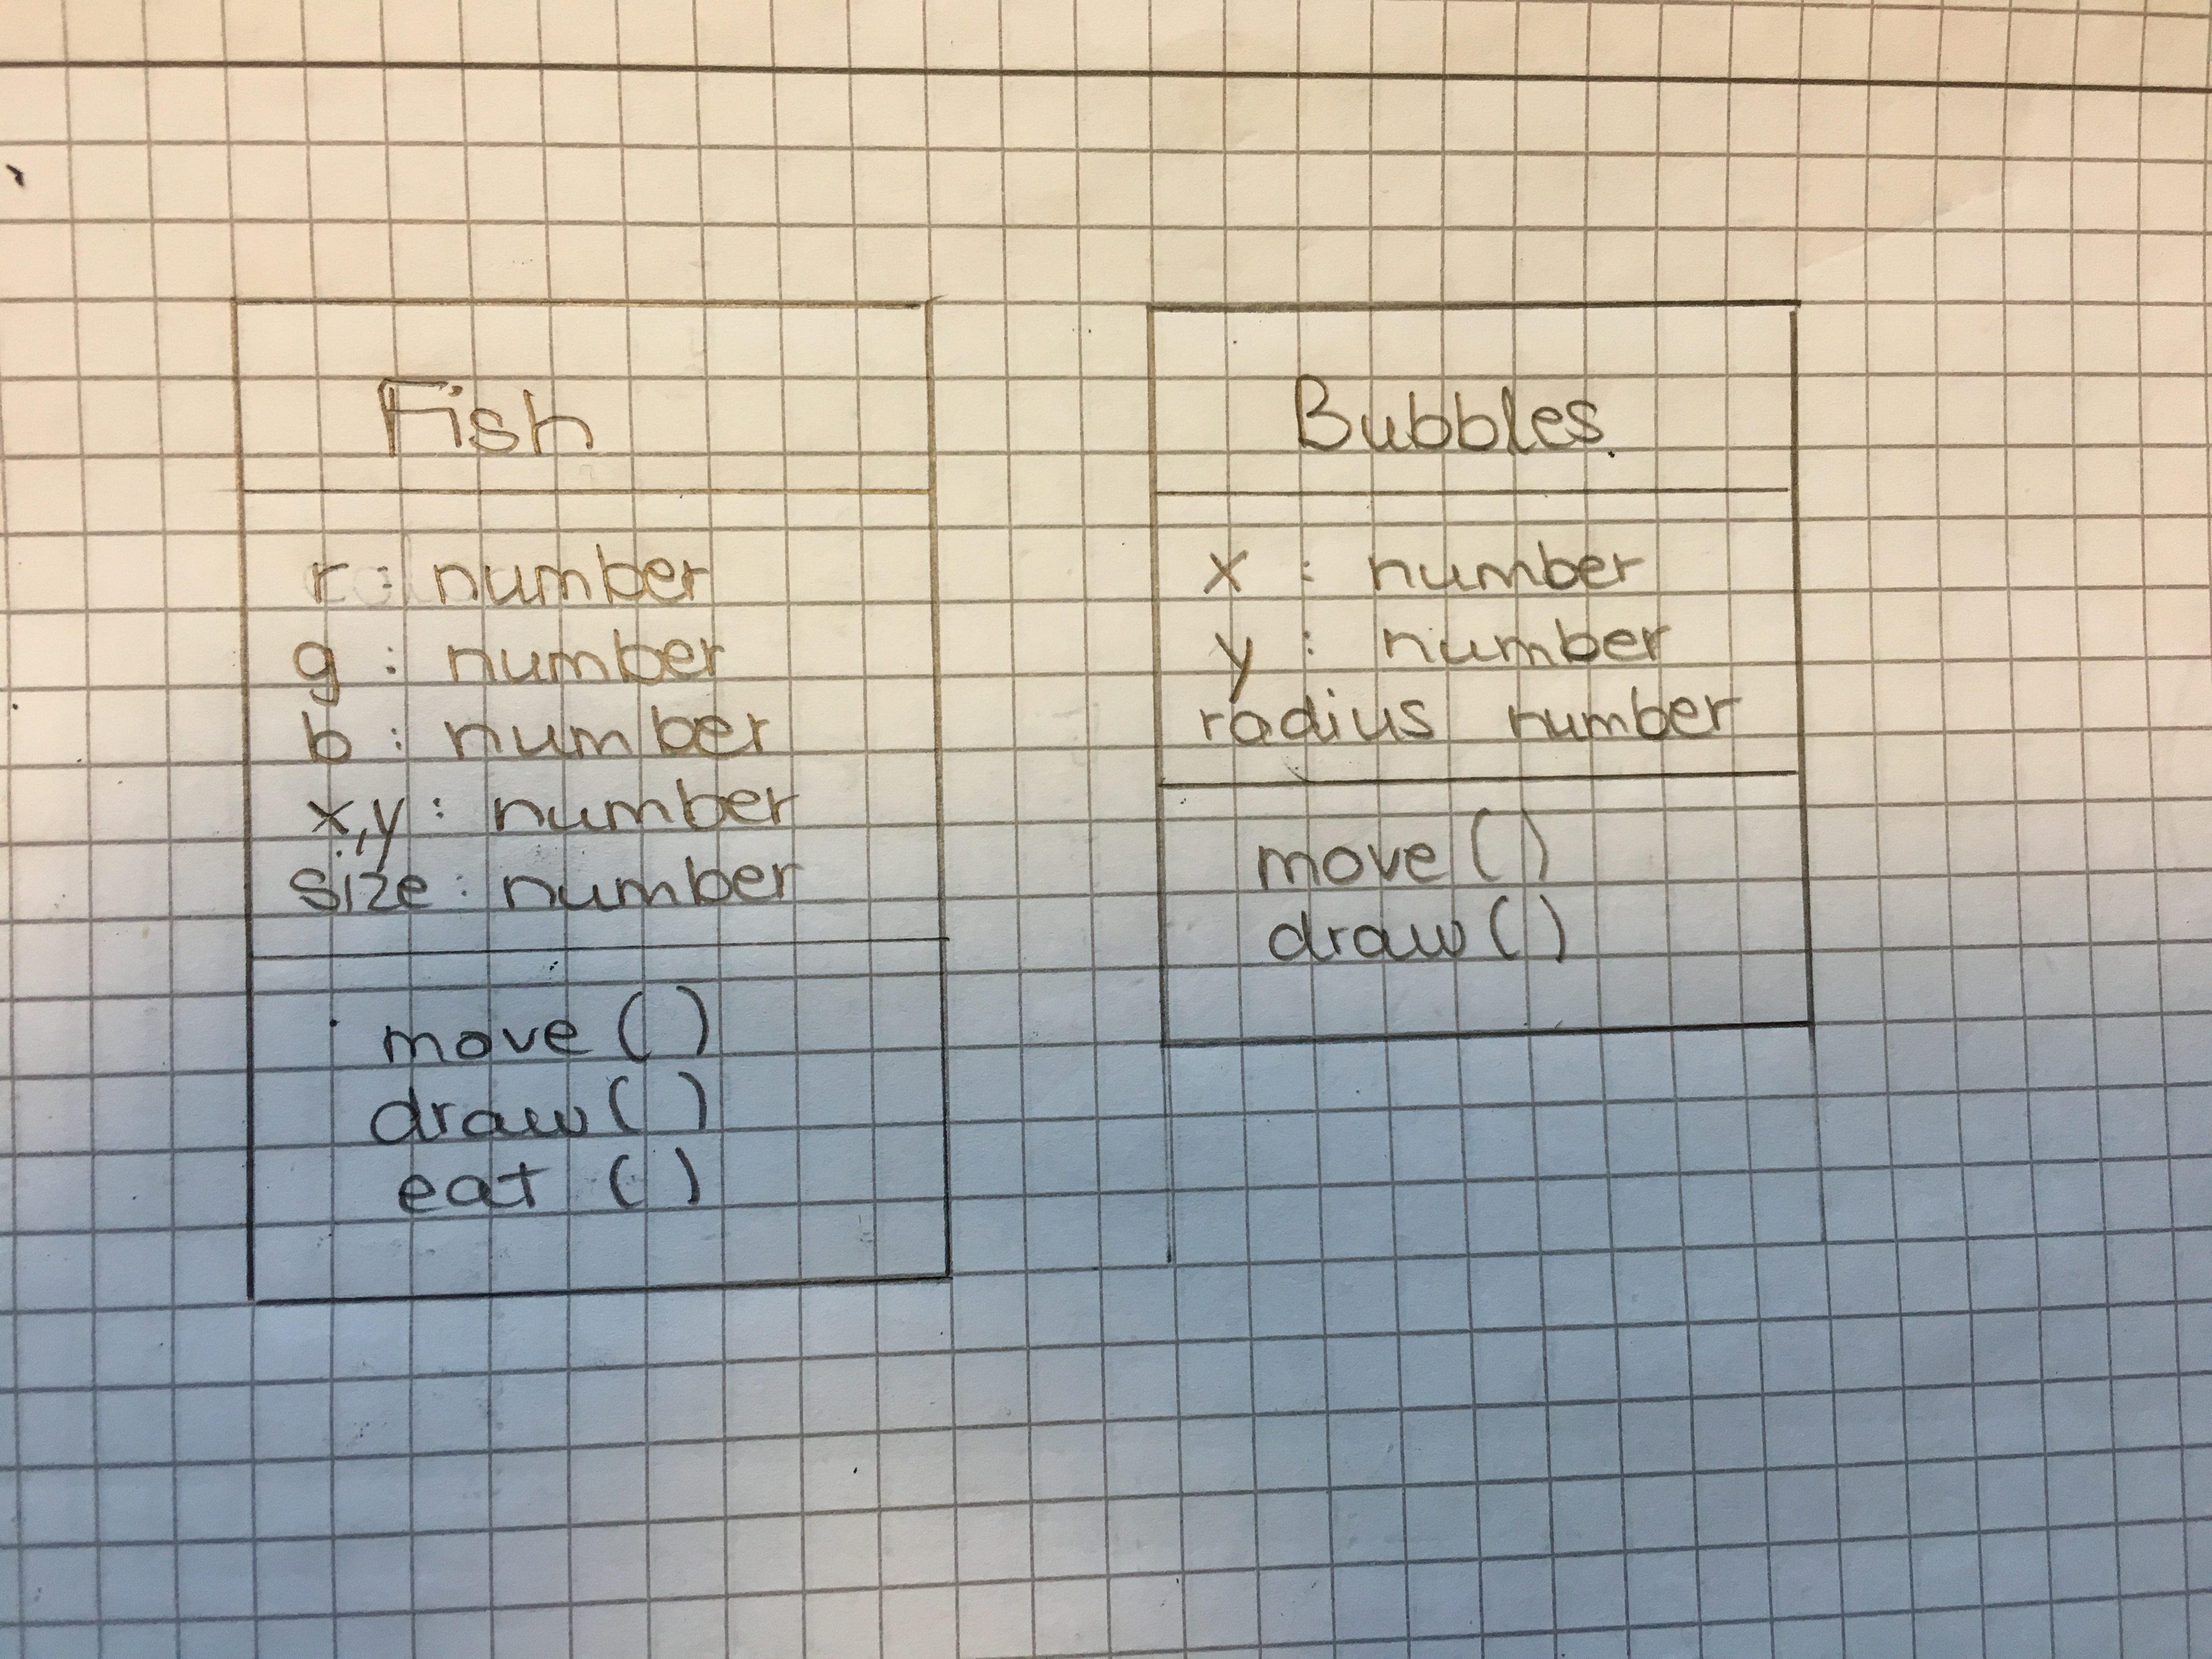 Fish
r : number
g : number
b : number
x,y : number
size : number
move ( )
draw ( )
eat ( )
Bubbles
x : number
y : number
radius number
move ( )
draw ( )